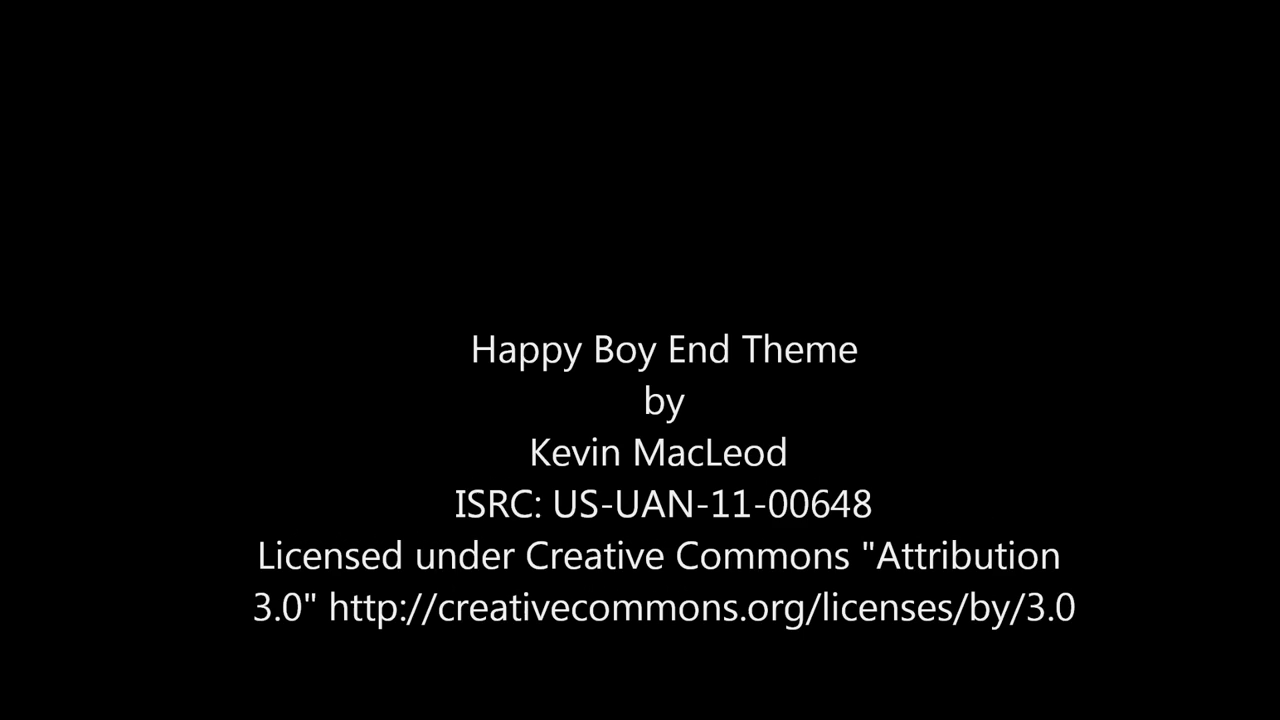 Happy Boy End Theme
by
Kevin MacLeod
ISRC: US-UAN-11-00648
Licensed under Creative Commons "Attribution
3.0" http://creativecommons.org/licenses/by/3.0